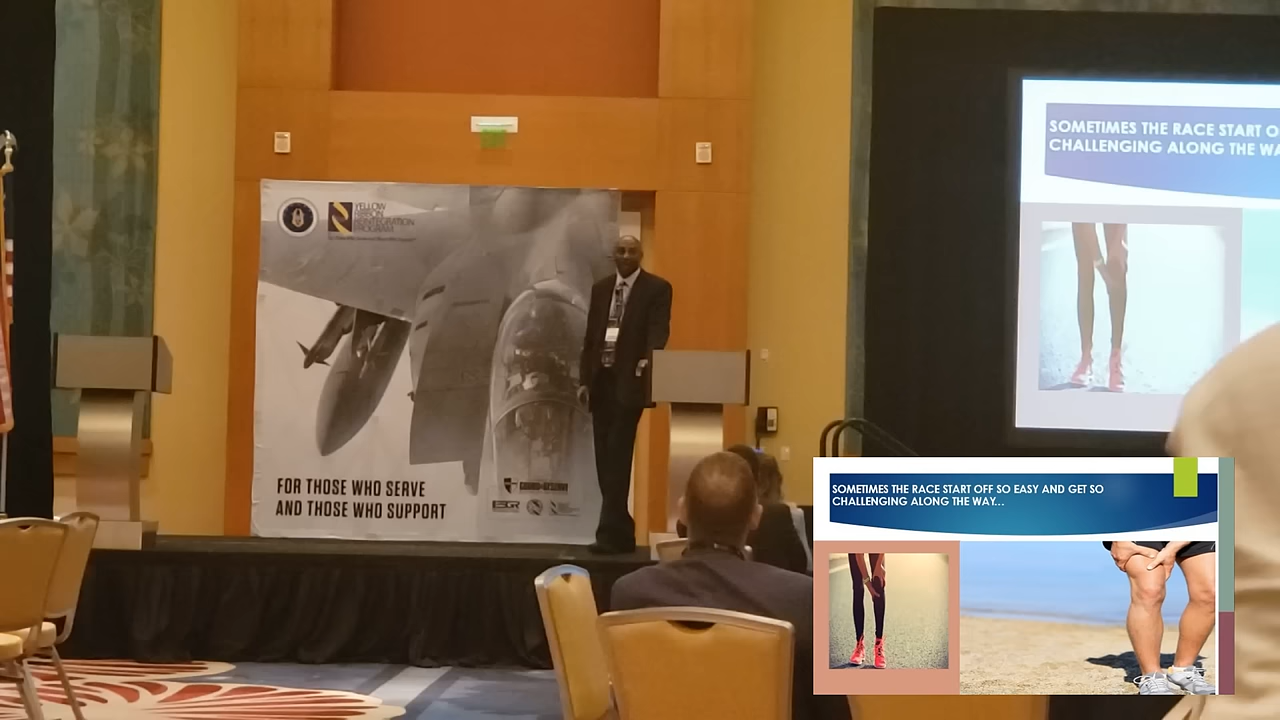 YELLOW
RIBBON
REINTEGRATION
PROGRAM
FOR THOSE WHO SERVE
AND THOSE WHO SUPPORT
SOMETIMES THE RACE START O
CHALLENGING ALONG THE WA
SOMETIMES THE RACE START OFF SO EASY AND GET SO
CHALLENGING ALONG THE WAY...